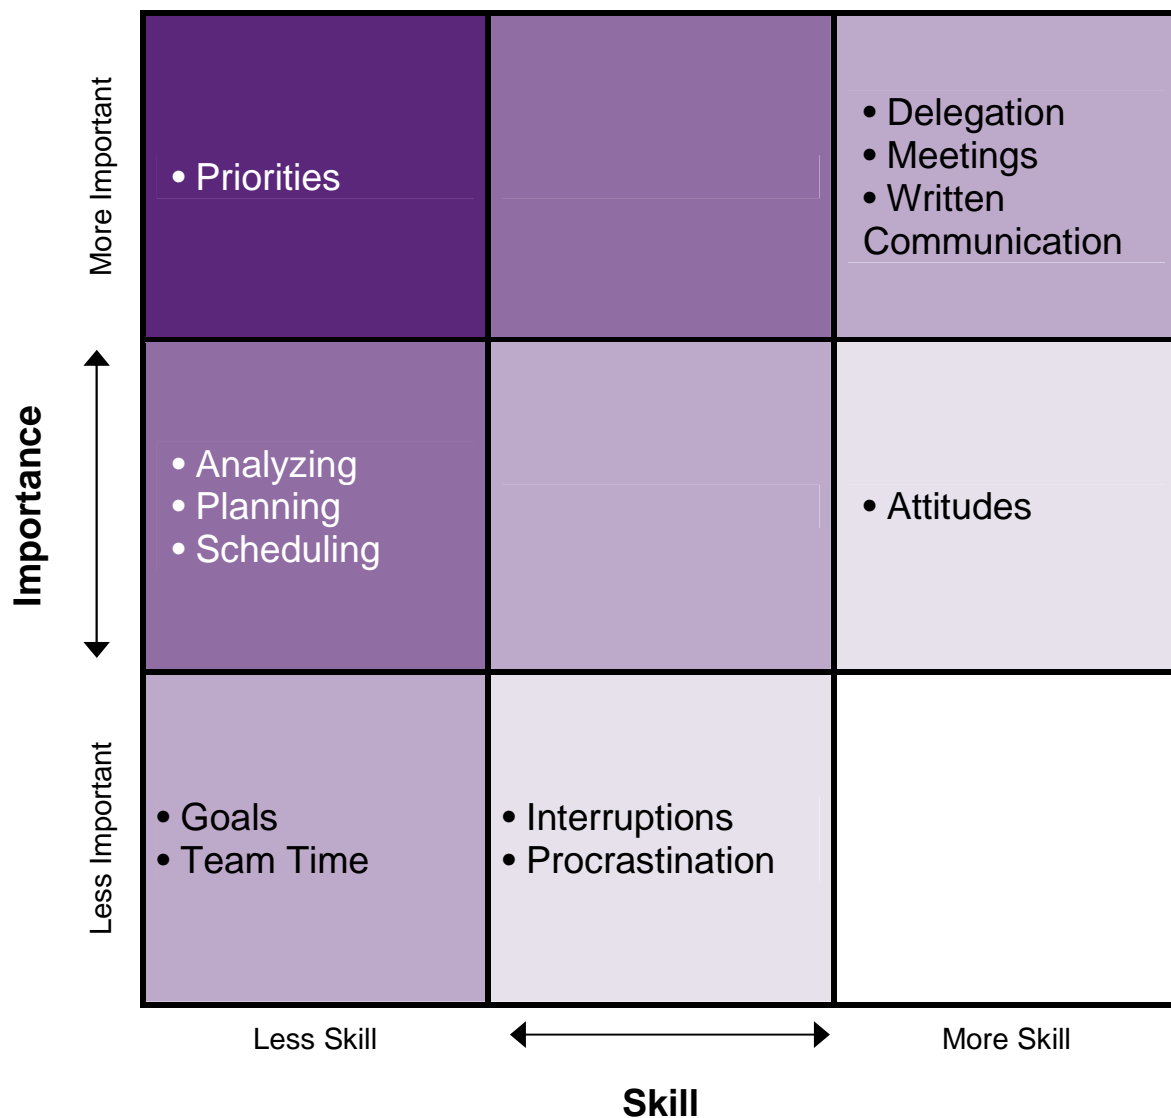 More Important
• Priorities
• Delegation
• Meetings
• Written
Communication
Importance
• Analyzing
• Planning
• Scheduling
• Attitudes
Less Important
• Goals
• Team Time
• Interruptions
• Procrastination
Less Skill
More Skill
Skill